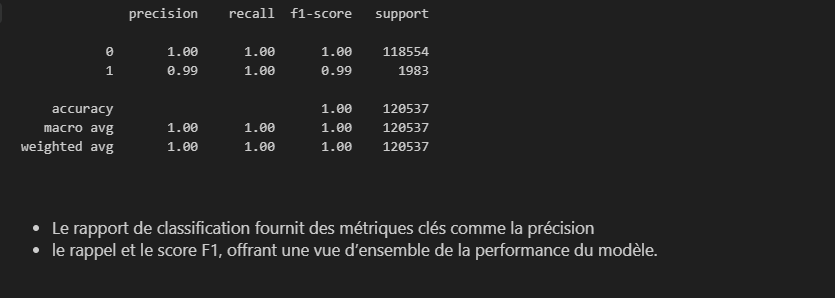 precision recall f1-score support
0 1.00 1.00 1.00 118554
1 0.99 1.00 0.99 1983
accuracy 1.00 120537
macro avg 1.00 1.00 1.00 120537
weighted avg 1.00 1.00 1.00 120537
• Le rapport de classification fournit des métriques clés comme la précision
• le rappel et le score F1, offrant une vue d’ensemble de la performance du modèle.